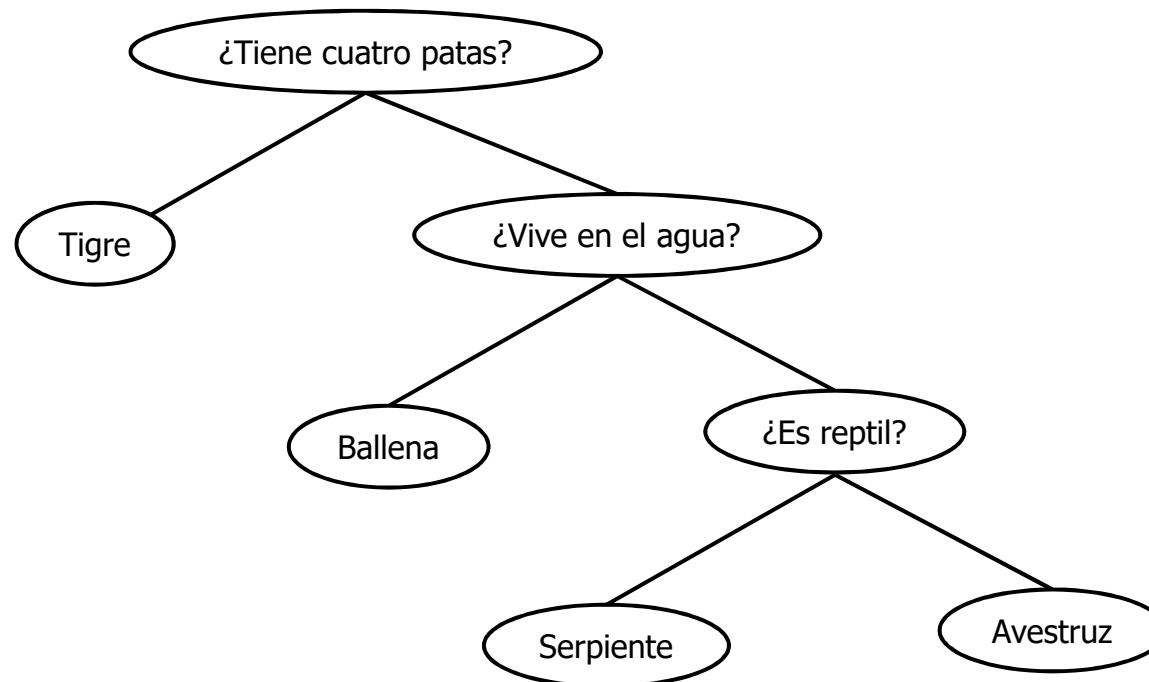 ¿Tiene cuatro patas?
Tigre
¿Vive en el agua?
Ballena
¿Es reptil?
Serpiente
Avestruz